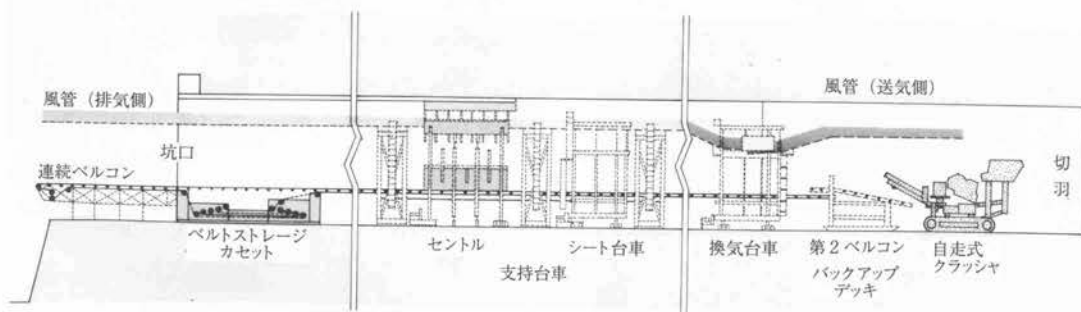 風管(排気側)
風管(送気側)
坑口
切
羽
連続ベルコン
ベルトストレージ
カセット
セントル
シート台車
換気台車
第2ベルコン
自走式
クラッシャ
支持台車
バックアップ
デッキ